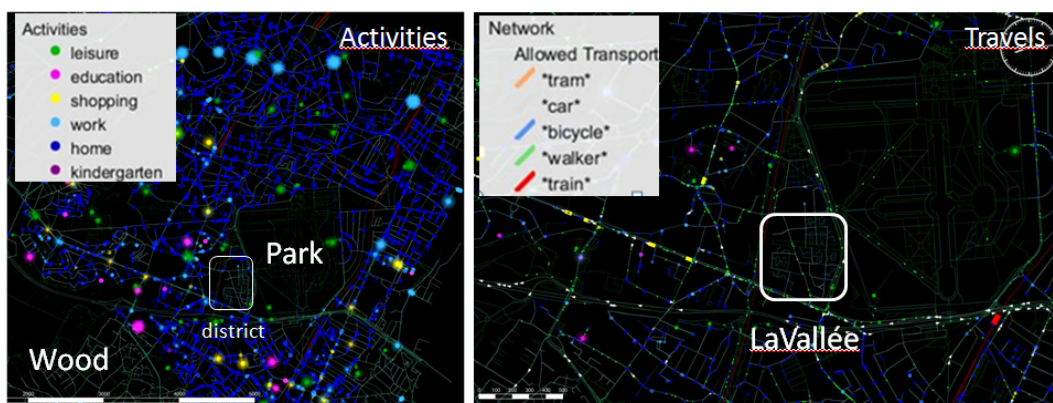 Activities
leisure
education
shopping
work
home
kindergarten
Activities
Park
district
Wood
Network
Allowed Transport
*tram*
*car*
*bicycle*
*walker*
*train*
Travels
LaVallée